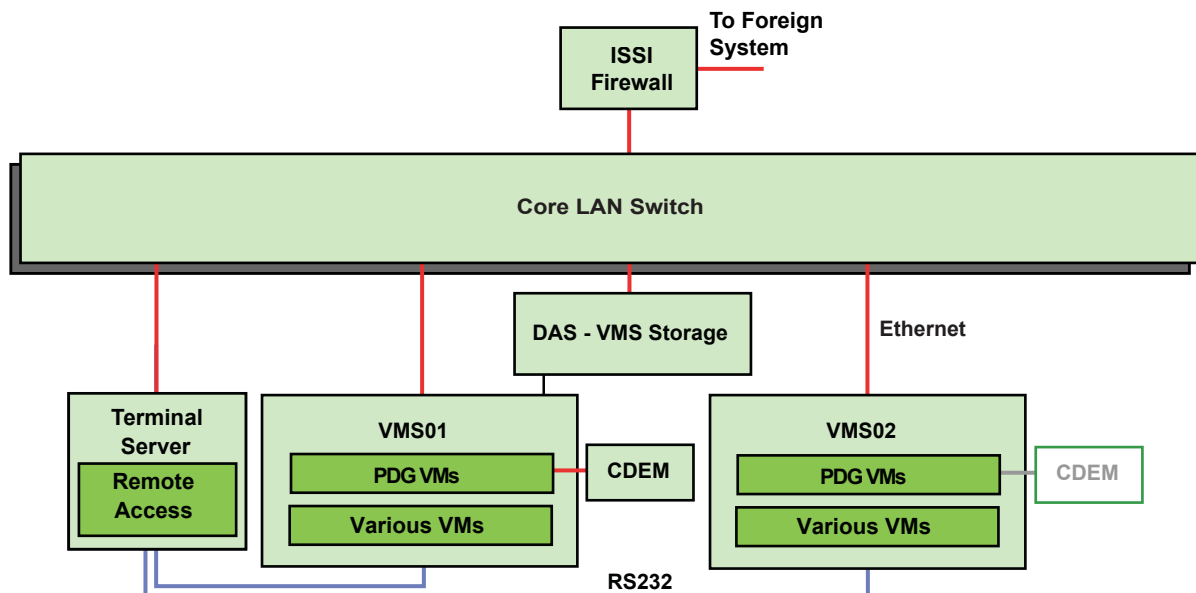 To Foreign
System
ISSI
Firewall
Core LAN Switch
DAS - VMS Storage
Ethernet
Terminal
Server
Remote
Access
VMS01
PDG VMs
Various VMs
CDEM
VMS02
PDG VMs
Various VMs
CDEM
RS232